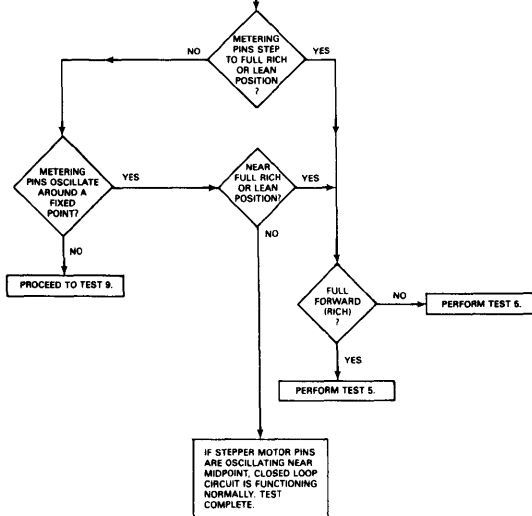 METERING
PINS STEP
TO FULL RICH
OR LEAN
POSITION
?
NO
YES
METERING
PINS OSCILLATE
AROUND A
FIXED
POINT?
YES
NEAR
FULL RICH
OR LEAN
POSITION?
YES
NO
NO
PROCEED TO TEST 9.
FULL
FORWARD
(RICH)
?
NO
PERFORM TEST 6.
YES
PERFORM TEST 5.
IF STEPPER MOTOR PINS
ARE OSCILLATING NEAR
MIDPOINT, CLOSED LOOP
CIRCUIT IS FUNCTIONING
NORMALLY. TEST
COMPLETE.